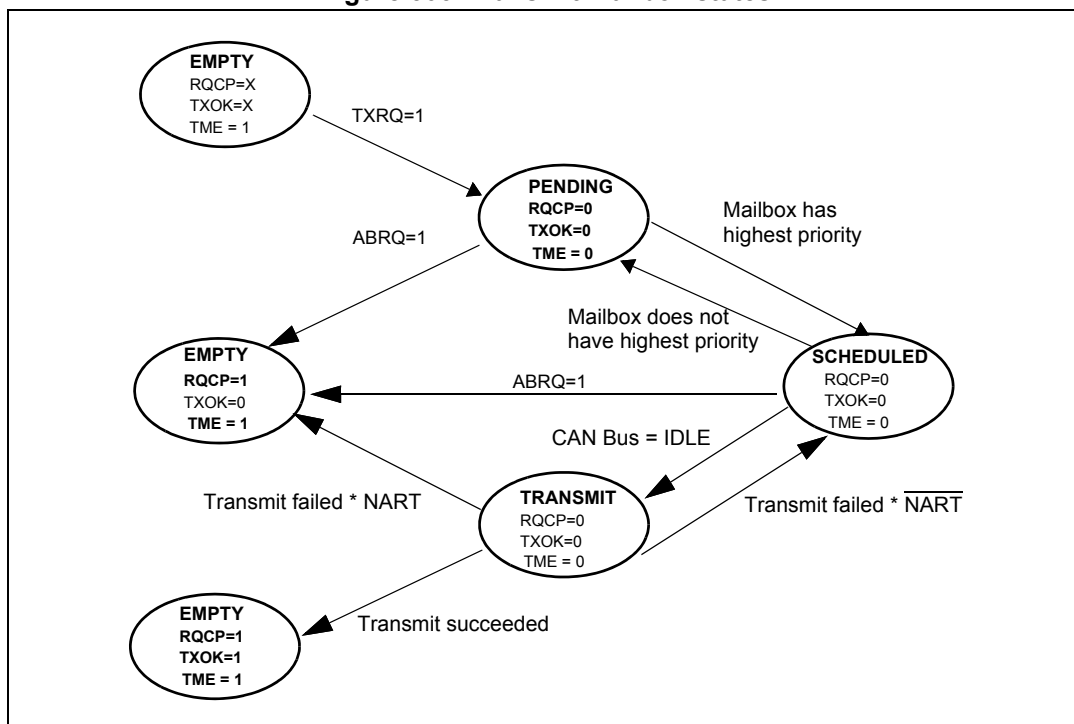 EMPTY
RQCP=X
TXOK=X
TME = 1
TXRQ=1
PENDING
RQCP=0
TXOK=0
TME = 0
Mailbox has
highest priority
ABRQ=1
Mailbox does not
have highest priority
EMPTY
RQCP=1
TXOK=0
TME = 1
SCHEDULED
RQCP=0
TXOK=0
TME = 0
ABRQ=1
CAN Bus = IDLE
Transmit failed * NART
TRANSMIT
RQCP=0
TXOK=0
TME = 0
Transmit failed * N̅A̅R̅T̅
EMPTY
RQCP=1
TXOK=1
TME = 1
Transmit succeeded